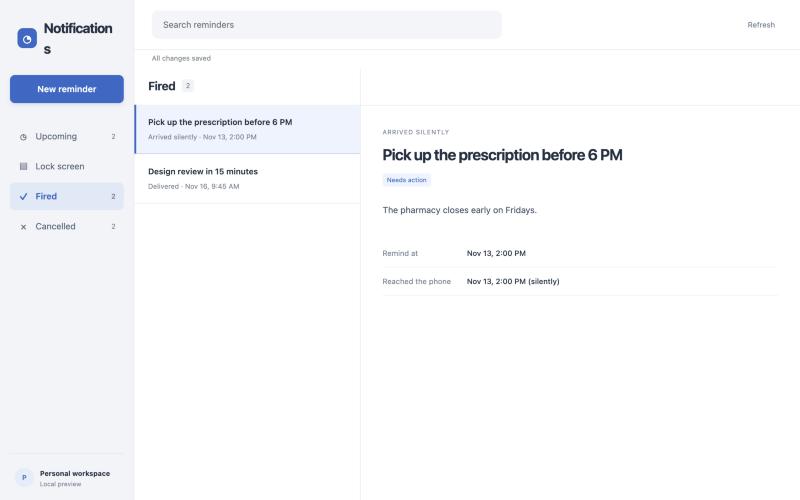 Notification
s
New reminder
Upcoming 2
Lock screen
Fired 2
Cancelled 2
P
Personal workspace
Local preview
Search reminders
Refresh
All changes saved
Fired 2
Pick up the prescription before 6 PM
Arrived silently · Nov 13, 2:00 PM
Design review in 15 minutes
Delivered · Nov 16, 9:45 AM
ARRIVED SILENTLY
Pick up the prescription before 6 PM
Needs action
The pharmacy closes early on Fridays.
Remind at Nov 13, 2:00 PM
Reached the phone Nov 13, 2:00 PM (silently)